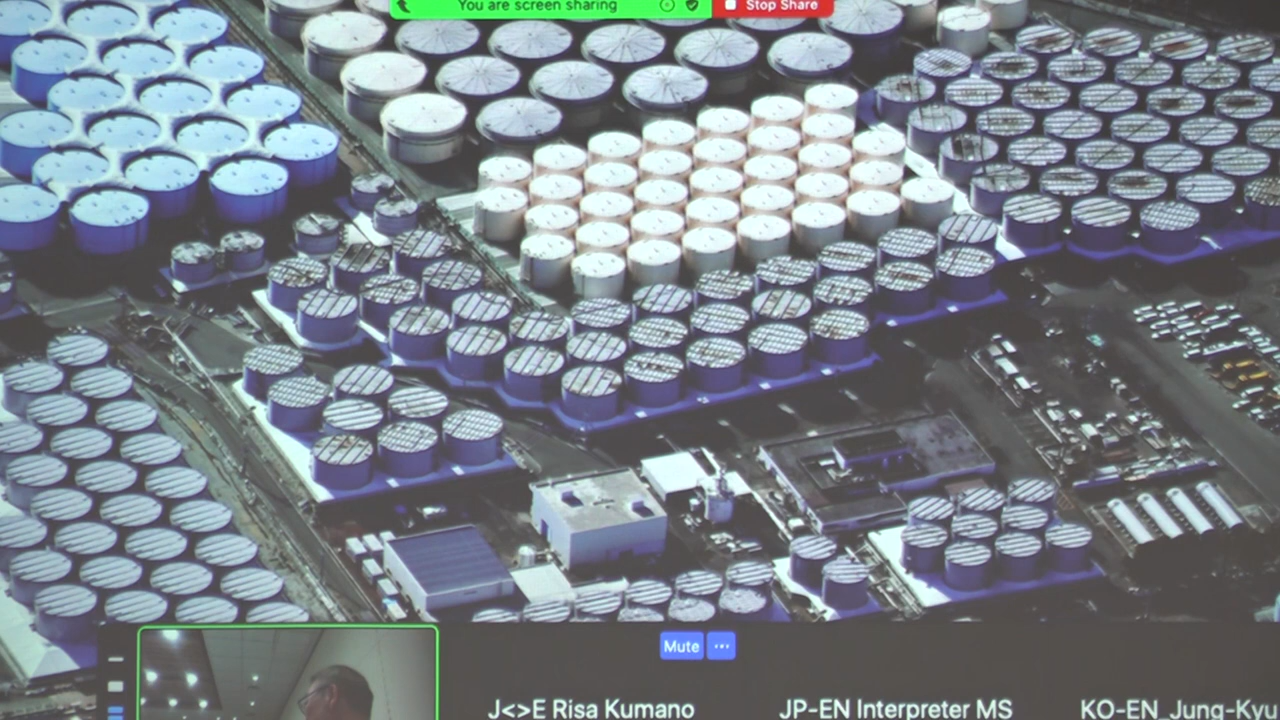 You are screen sharing
Stop Share
Mute
J<>E Risa Kumano
JP-EN Interpreter MS
KO-EN_Jung-Kyu